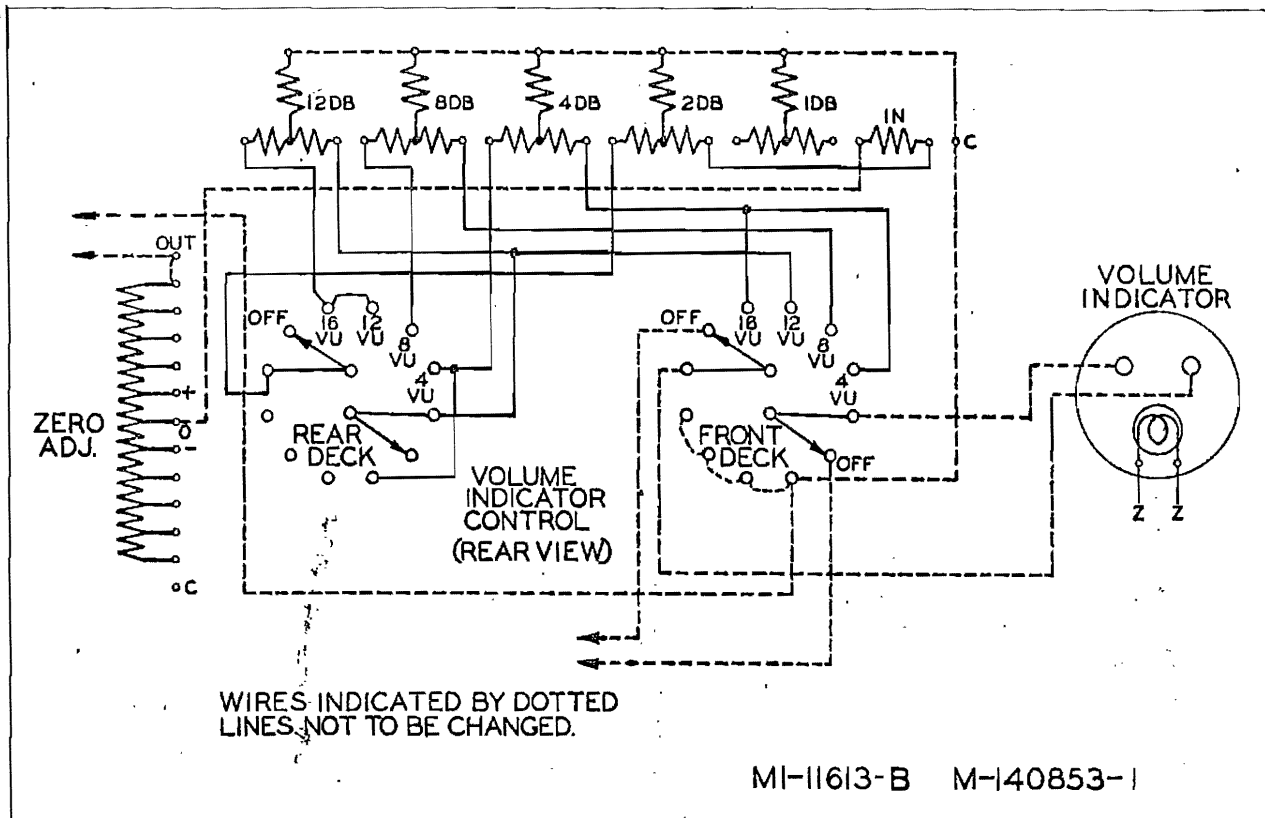 12DB 8DB 4DB 2DB 1DB IN
C
OUT
OFF
16 VU
12 VU
8 VU
4 VU
OFF
18 VU
12 VU
8 VU
4 VU
VOLUME
INDICATOR
+
0
-
ZERO
ADJ.
REAR
DECK
FRONT
DECK
OFF
VOLUME
INDICATOR
CONTROL
(REAR VIEW)
Z Z
C
WIRES INDICATED BY DOTTED
LINES NOT TO BE CHANGED.
MI-11613-B M-140853-1